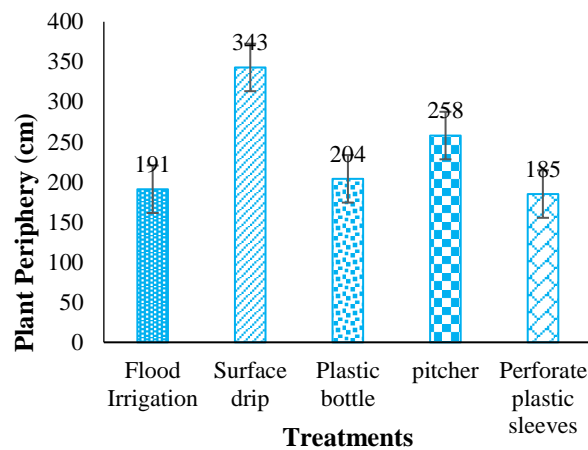 Plant Periphery (cm)
400
350
300
250
200
150
100
50
0
191
343
204
258
185
Flood
Irrigation
Surface
drip
Plastic
bottle
pitcher
Perforate
plastic
sleeves
Treatments